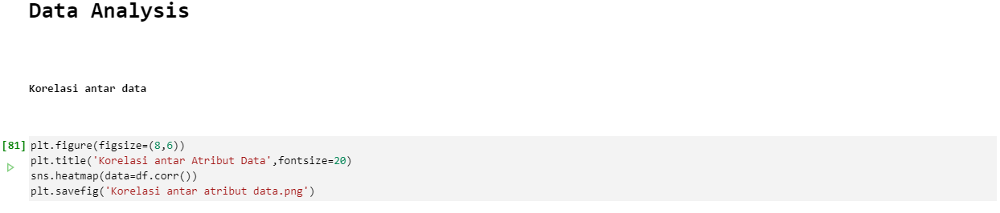 Data Analysis
Korelasi antar data
[81] plt.figure(figsize=(8,6))
plt.title('Korelasi antar Atribut Data',fontsize=20)
sns.heatmap(data=df.corr())
plt.savefig('Korelasi antar atribut data.png')